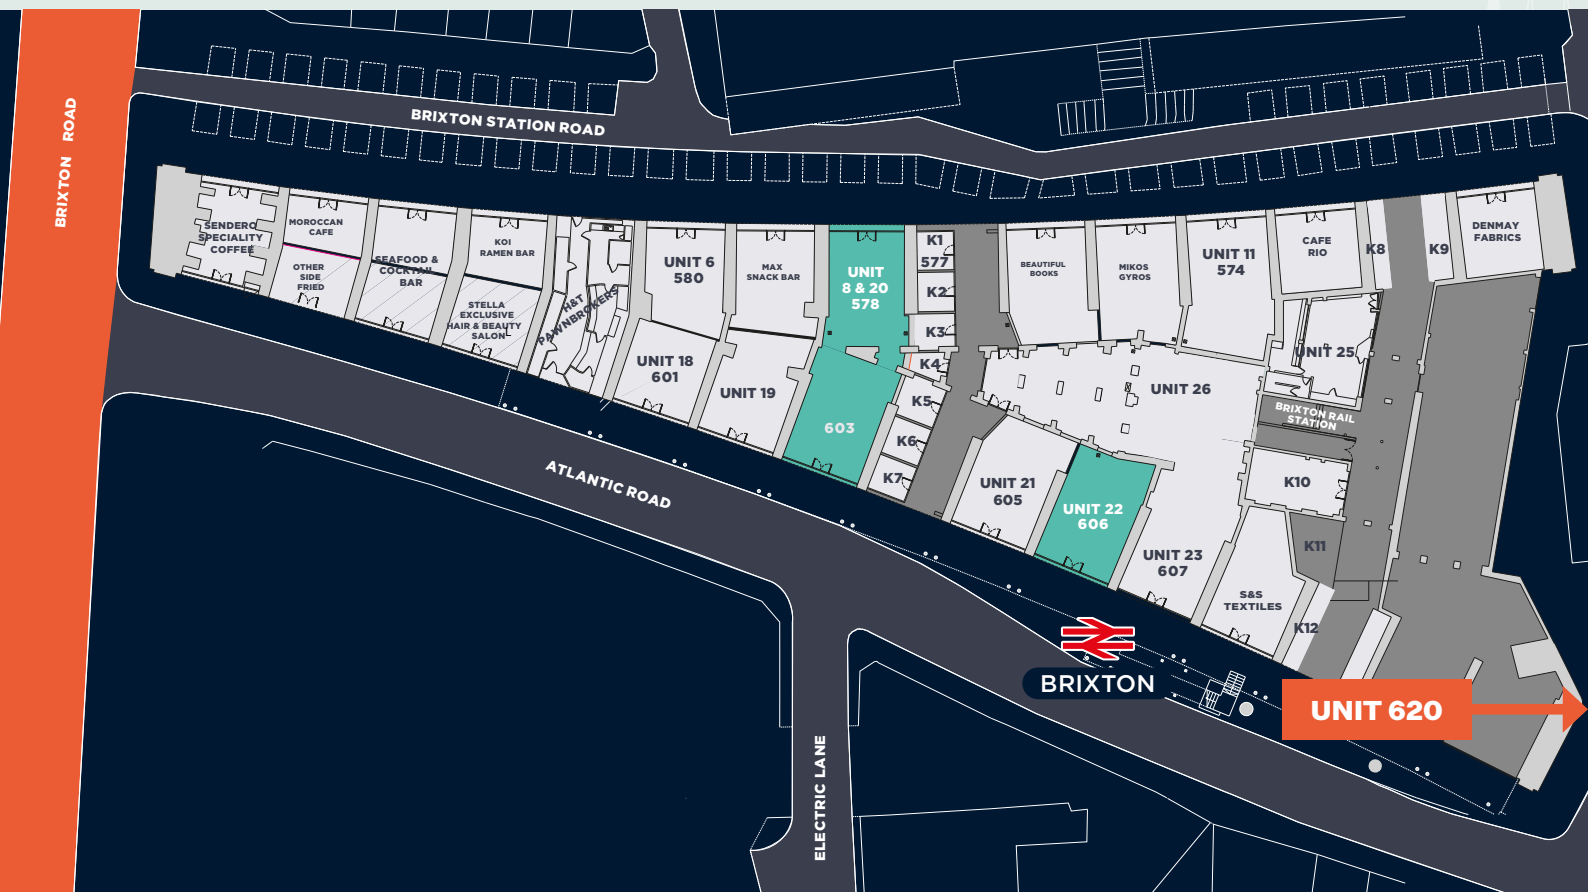 BRIXTON ROAD
BRIXTON STATION ROAD
SENDERO
SPECIALITY
COFFEE
MOROCCAN
CAFE
OTHER
SIDE
FRIED
SEAFOOD &
COCKTAIL
BAR
KOI
RAMEN BAR
STELLA
EXCLUSIVE
HAIR & BEAUTY
SALON
H&T
PAWNBROKERS
UNIT 6
580
UNIT 18
601
MAX
SNACK BAR
UNIT 19
UNIT
8 & 20
578
603
K1
577
K2
K3
K4
K5
K6
K7
BEAUTIFUL
BOOKS
MIKOS
GYROS
UNIT 11
574
CAFE
RIO
K8
K9
DENMAY
FABRICS
UNIT 25
UNIT 26
BRIXTON RAIL
STATION
K10
K11
K12
UNIT 21
605
UNIT 22
606
UNIT 23
607
S&S
TEXTILES
ATLANTIC ROAD
BRIXTON
UNIT 620
ELECTRIC LANE